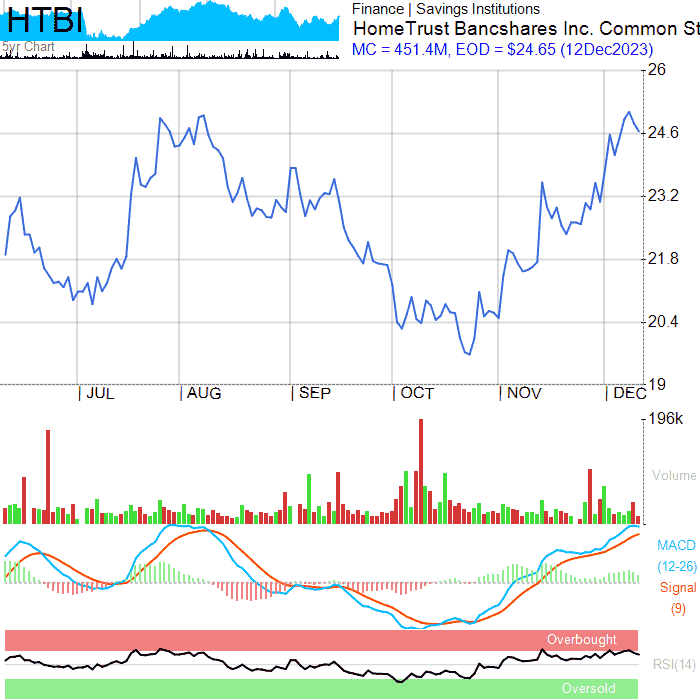 HTBI
5yr Chart
Finance | Savings Institutions
HomeTrust Bancshares Inc. Common St
MC = 451.4M, EOD = $24.65 (12Dec2023)
26
24.6
23.2
21.8
20.4
19
| JUL | AUG | SEP | OCT | NOV | DEC
196k
Volume
MACD
(12-26)
Signal
(9)
Overbought
RSI(14)
Oversold